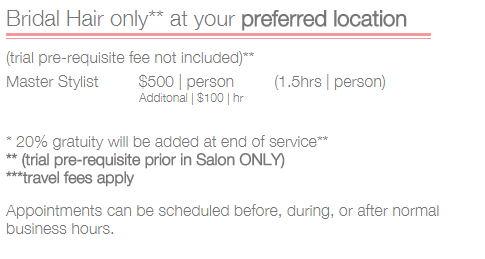 Bridal Hair only** at your preferred location
(trial pre-requisite fee not included)**
Master Stylist $500 | person (1.5hrs | person)
Additonal | $100 | hr
* 20% gratuity will be added at end of service**
** (trial pre-requisite prior in Salon ONLY)
***travel fees apply
Appointments can be scheduled before, during, or after normal
business hours.